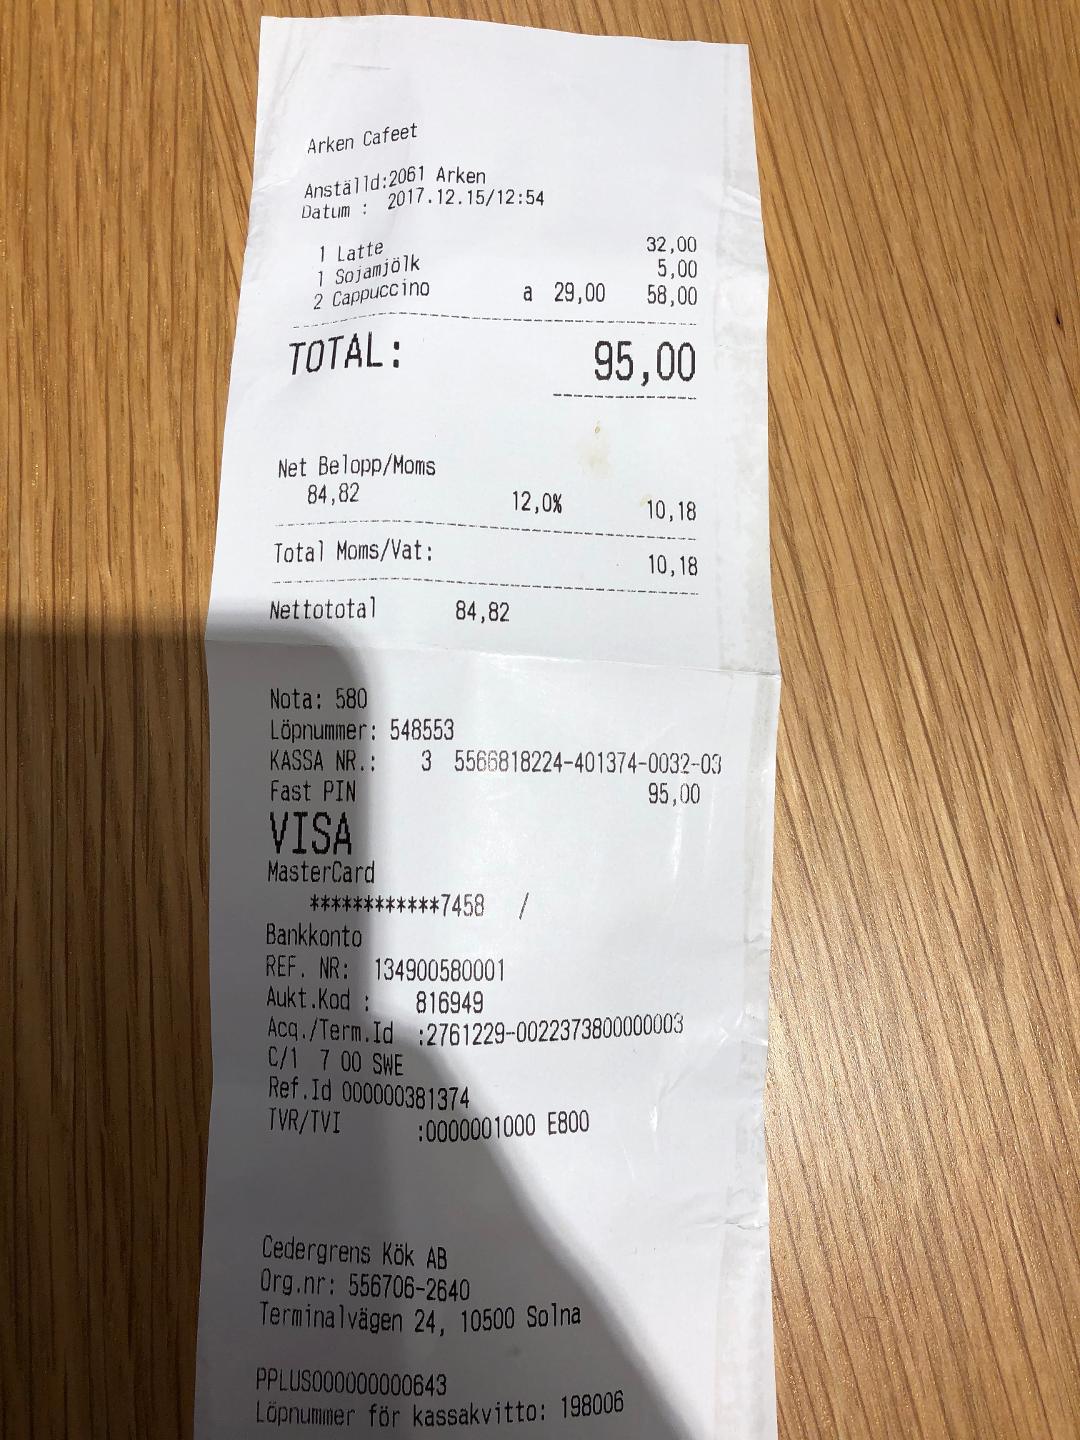 Arken Cafeet
Anställd:2061 Arken
Datum : 2017.12.15/12:54
1 Latte 32,00
1 Sojamjölk 5,00
2 Cappuccino a 29,00 58,00
TOTAL: 95,00
Net Belopp/Moms
84,82 12,0% 10,18
Total Moms/Vat: 10,18
Nettototal 84,82
Nota: 580
Löpnummer: 548553
KASSA NR.: 3 5566818224-401374-0032-03
Fast PIN 95,00
VISA
MasterCard
************7458 /
Bankkonto
REF. NR: 134900580001
Aukt.Kod : 816949
Acq./Term.Id :2761229-0022373800000003
C/1 7 00 SWE
Ref.Id 000000381374
TVR/TVI :0000001000 E800
Cedergrens Kök AB
Org.nr: 556706-2640
Terminalvägen 24, 10500 Solna
PPLUS000000000643
Löpnummer för kassakvitto: 198006